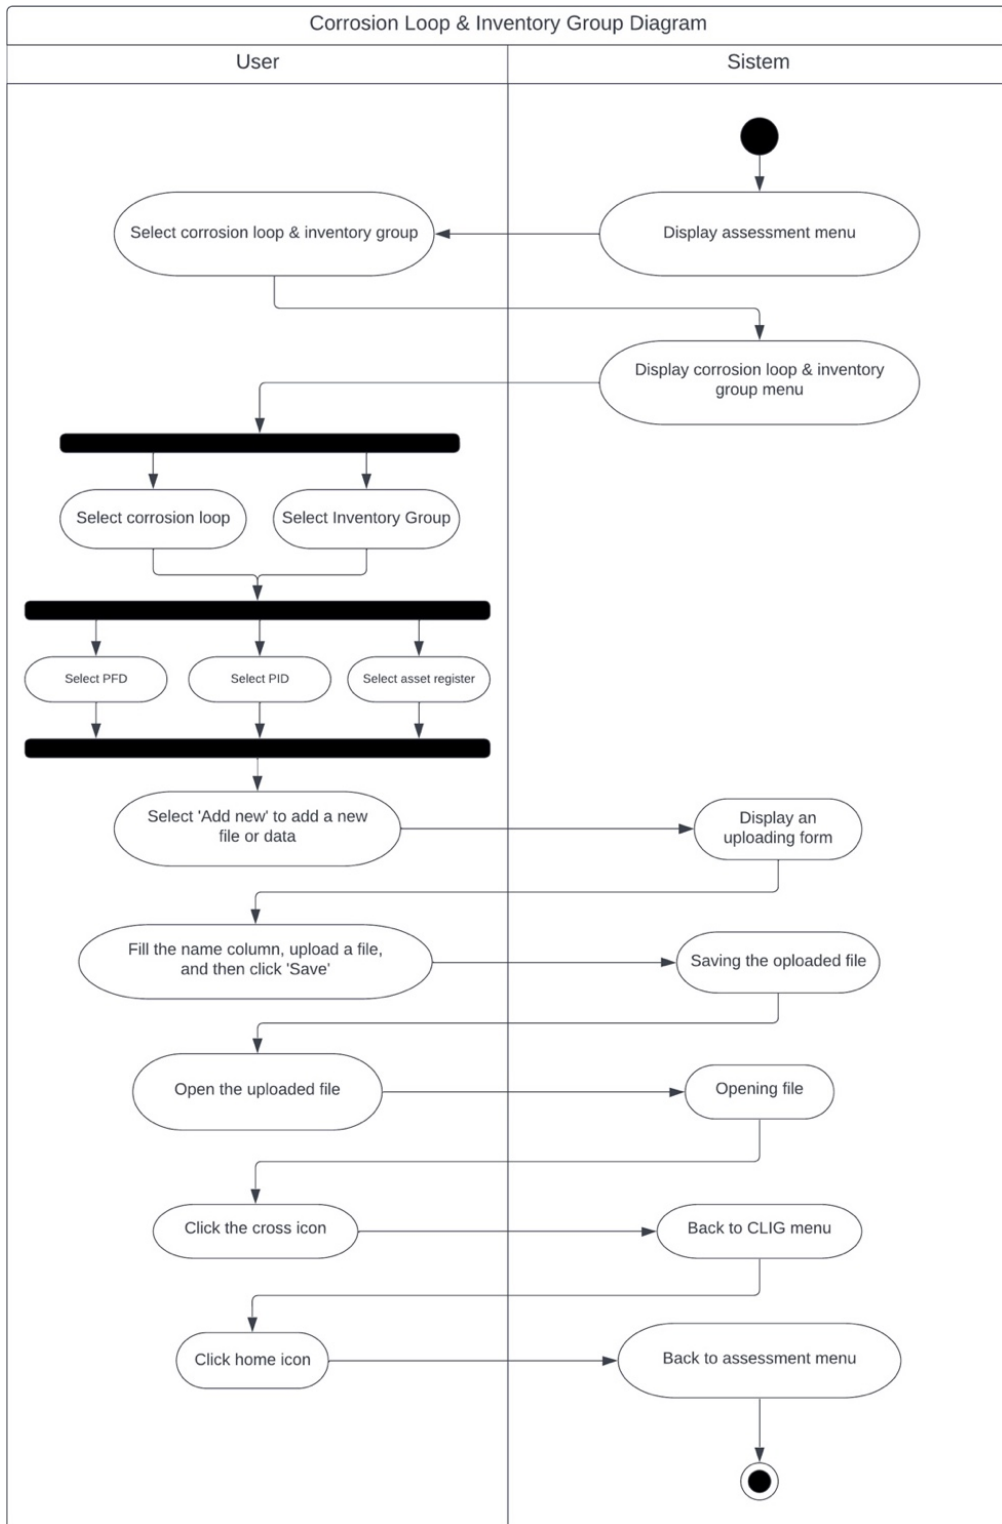 Corrosion Loop & Inventory Group Diagram
User
Sistem
Display assessment menu
Select corrosion loop & inventory group
Display corrosion loop & inventory
group menu
Select corrosion loop
Select Inventory Group
Select PFD
Select PID
Select asset register
Select 'Add new' to add a new
file or data
Display an
uploading form
Fill the name column, upload a file,
and then click 'Save'
Saving the oploaded file
Open the uploaded file
Opening file
Click the cross icon
Back to CLIG menu
Click home icon
Back to assessment menu